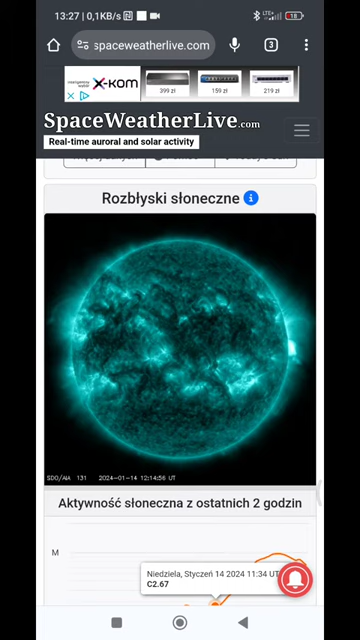 13:27 | 0,1KB/s
LTE+
18
spaceweatherlive.com
3
x-kom
399 zł
159 zł
219 zł
SpaceWeatherLive.com
Real-time auroral and solar activity
Rozbłyski słoneczne i
SDO/AIA 131 2024-01-14 12:14:56 UT
Aktywność słoneczna z ostatnich 2 godzin
M
Niedziela, Styczeń 14 2024 11:34 UT
C2.67